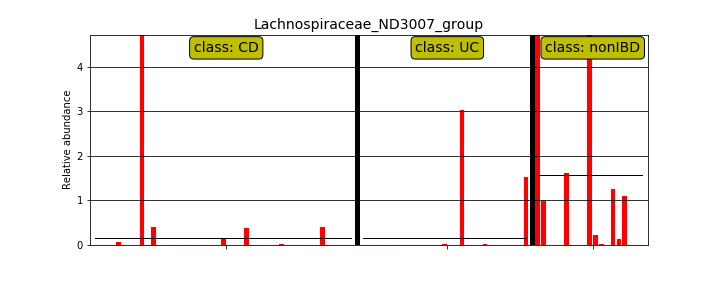 Lachnospiraceae_ND3007_group
class: CD
class: UC
class: nonIBD
Relative abundance
4
3
2
1
0